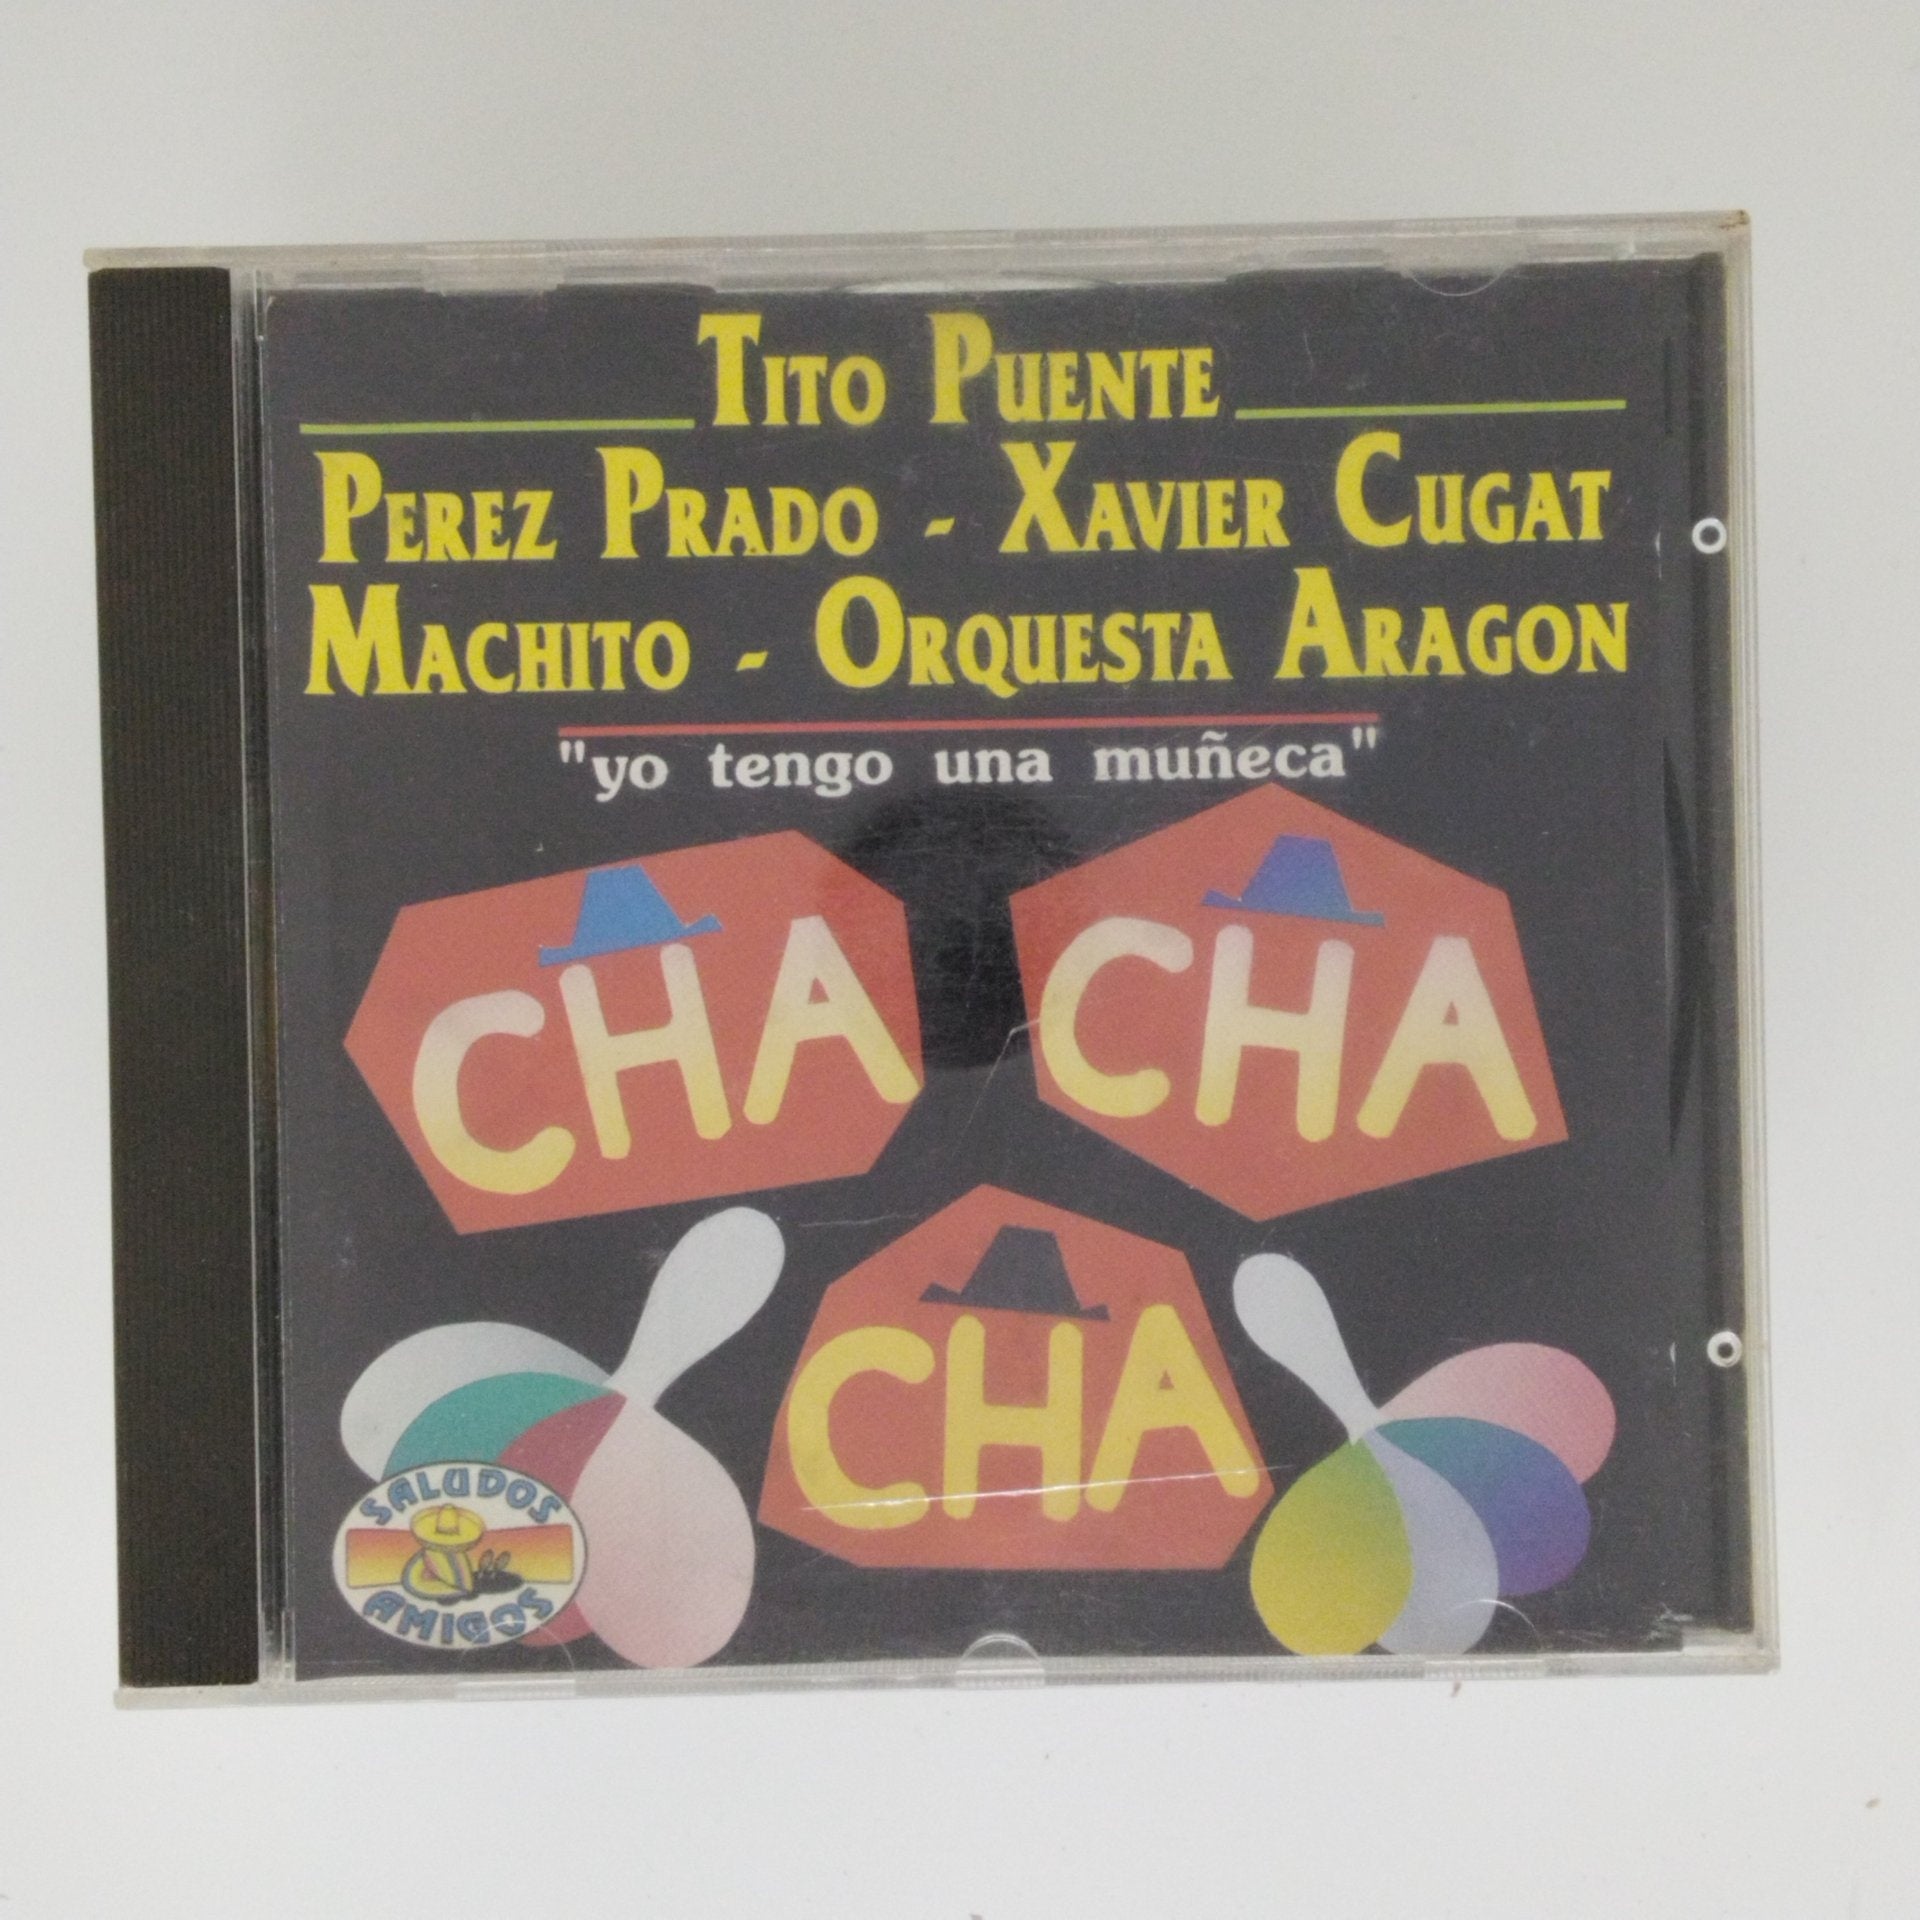 TITO PUENTE
PEREZ PRADO - XAVIER CUGAT
MACHITO - ORQUESTA ARAGON
"yo tengo una muñeca"
CHA CHA
CHA
SALUDOS
AMIGOS